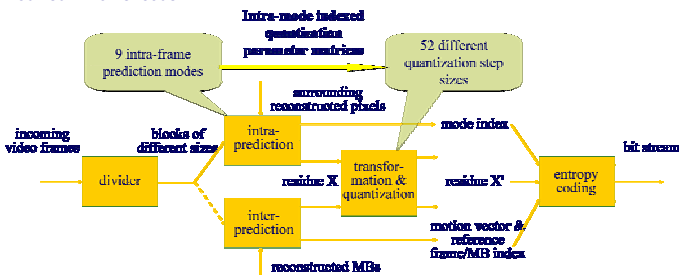 Intra-mode indexed
quantization
parameter matrices
9 intra-frame
prediction modes
52 different
quantization step
sizes
surrounding
reconstructed pixels
incoming
video frames
blocks of
different sizes
intra-
prediction
mode index
bit stream
divider
residue X
transfor-
mation &
quantization
residue X'
entropy
coding
inter-
prediction
motion vector &
reference
frame/MB index
reconstructed MBs